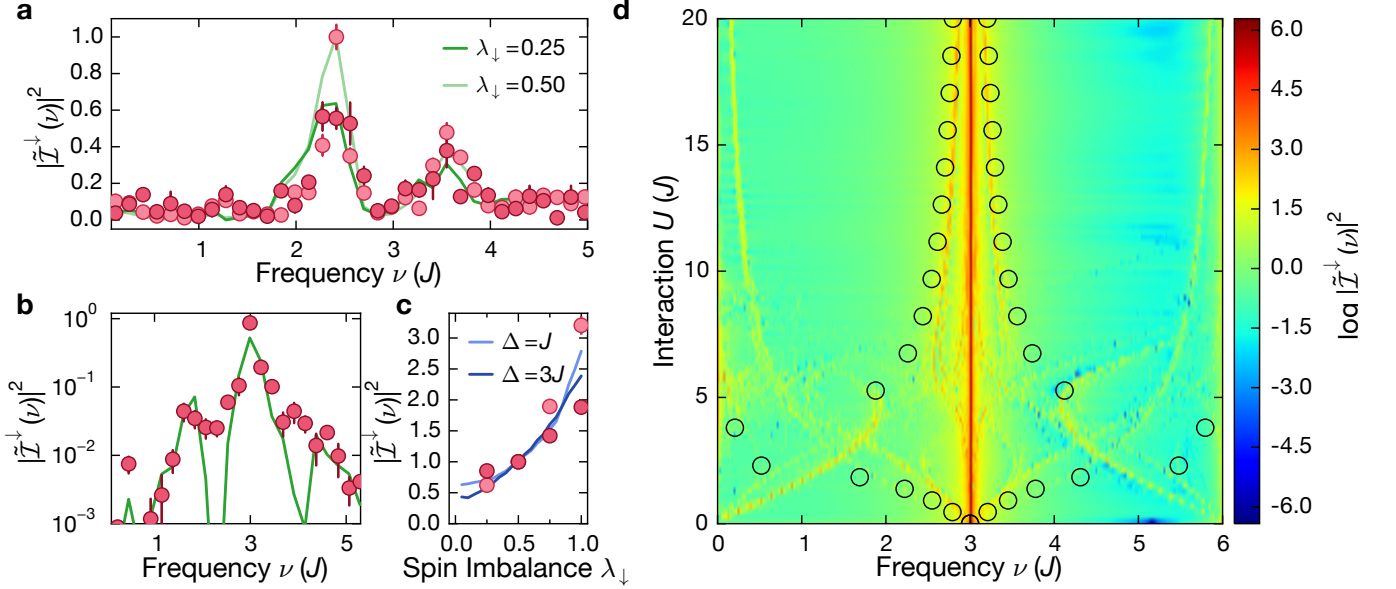 a
1.0
0.8
0.6
0.4
0.2
0.0
|Ĩ↓(ν)|²
λ↓=0.25
λ↓=0.50
1 2 3 4 5
Frequency ν (J)
b
10⁰
10⁻¹
10⁻²
10⁻³
|Ĩ↓(ν)|²
1 3 5
Frequency ν (J)
c
3.0
2.5
2.0
1.5
1.0
0.5
0.0
|Ĩ↓(ν)|²
Δ=J
Δ=3J
0.0 0.5 1.0
Spin Imbalance λ↓
d
20
15
10
5
0
Interaction U (J)
0 1 2 3 4 5 6
Frequency ν (J)
6.0
4.5
3.0
1.5
0.0
-1.5
-3.0
-4.5
-6.0
log |Ĩ↓(ν)|²